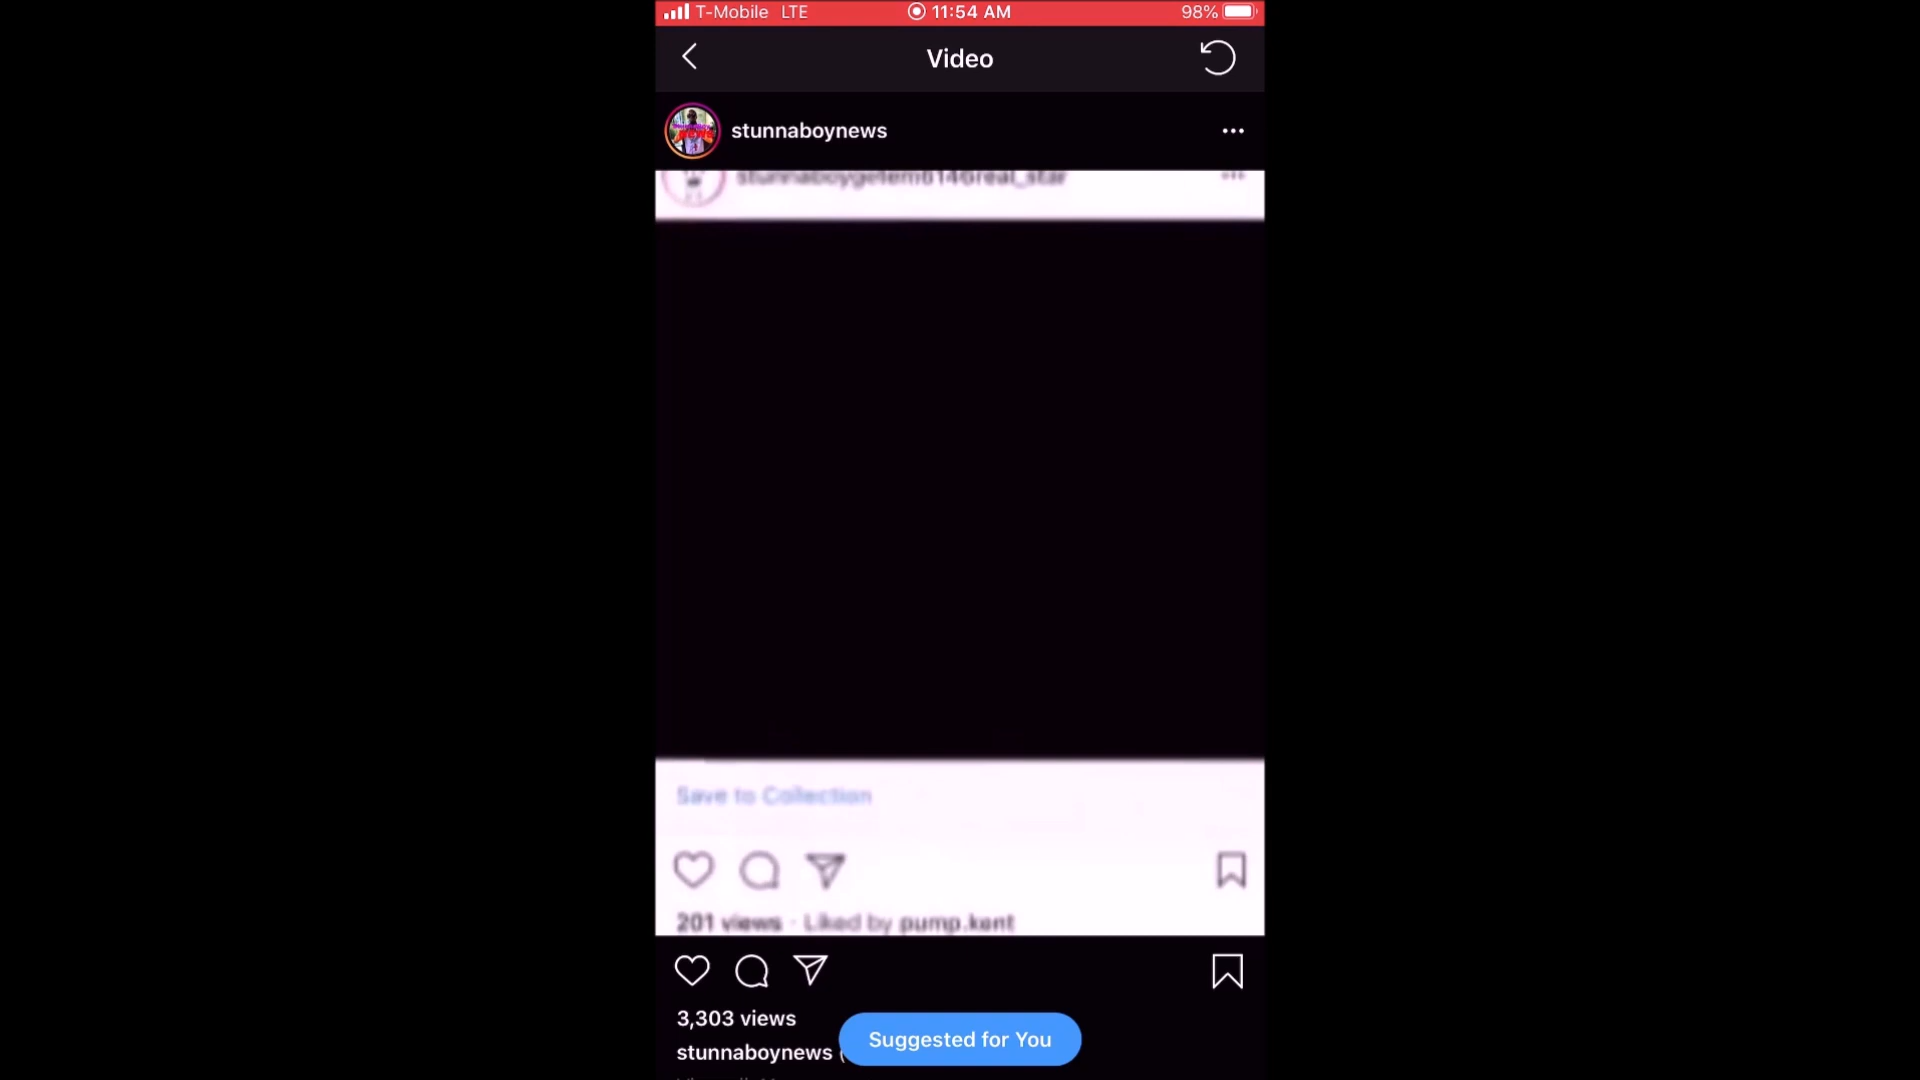 T-Mobile LTE 11:54 AM 98%
Video
stunnaboynews
Save to Collection
201 views · Liked by pump.kent
3,303 views
stunnaboynews (
Suggested for You